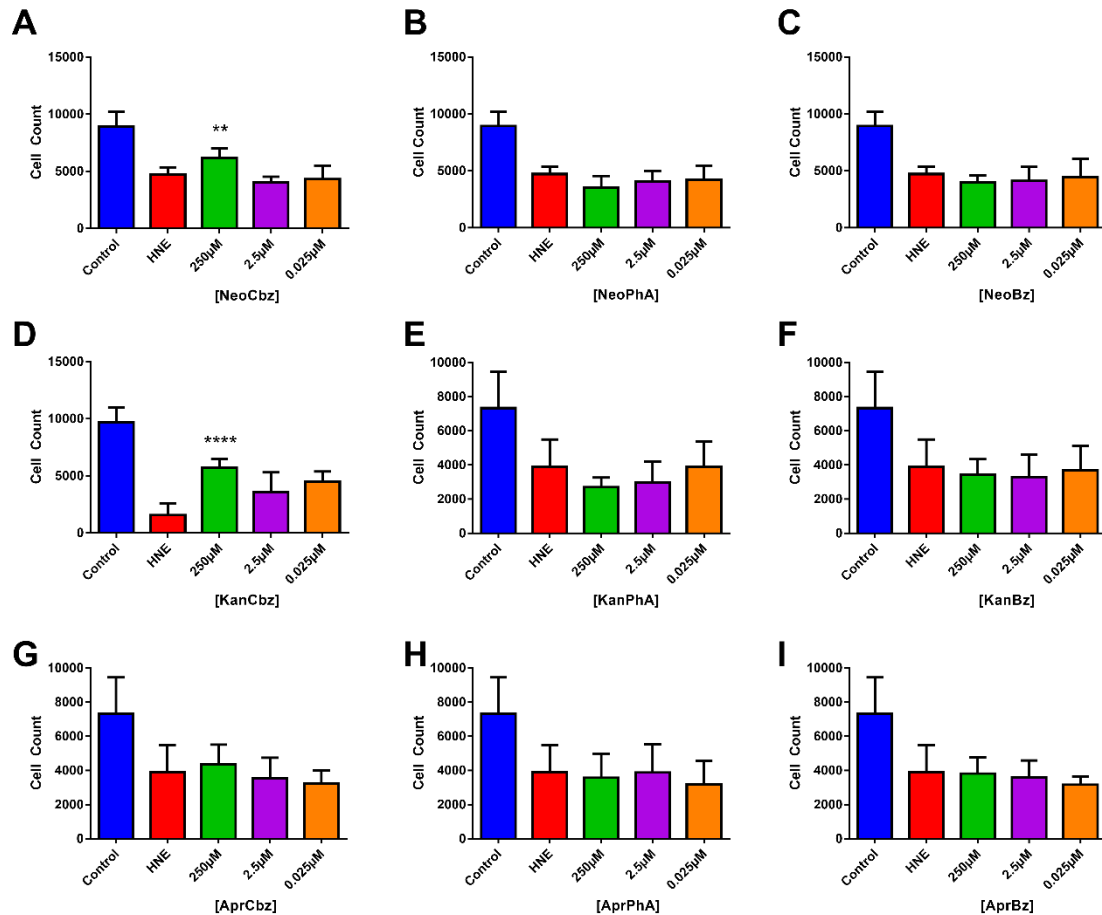 A
15000
10000
5000
0
Cell Count
**
Control
HNE
250µM
2.5µM
0.025µM
[NeoCbz]
B
15000
10000
5000
0
Cell Count
Control
HNE
250µM
2.5µM
0.025µM
[NeoPhA]
C
15000
10000
5000
0
Cell Count
Control
HNE
250µM
2.5µM
0.025µM
[NeoBz]
D
15000
10000
5000
0
Cell Count
****
Control
HNE
250µM
2.5µM
0.025µM
[KanCbz]
E
10000
8000
6000
4000
2000
0
Cell Count
Control
HNE
250µM
2.5µM
0.025µM
[KanPhA]
F
10000
8000
6000
4000
2000
0
Cell Count
Control
HNE
250µM
2.5µM
0.025µM
[KanBz]
G
10000
8000
6000
4000
2000
0
Cell Count
Control
HNE
250µM
2.5µM
0.025µM
[AprCbz]
H
10000
8000
6000
4000
2000
0
Cell Count
Control
HNE
250µM
2.5µM
0.025µM
[AprPhA]
I
10000
8000
6000
4000
2000
0
Cell Count
Control
HNE
250µM
2.5µM
0.025µM
[AprBz]